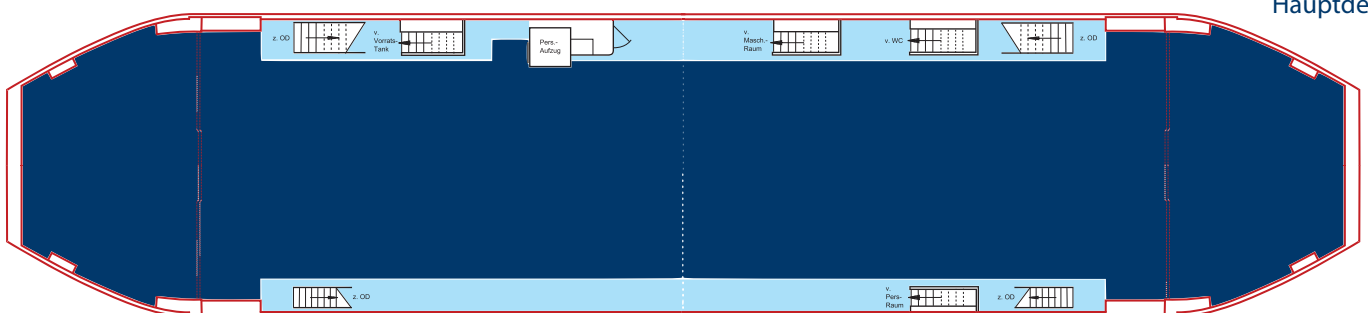 Hauptde
z. OD
v.
Vorrats-
Tank
Pers.-
Aufzug
v.
Masch.-
Raum
v. WC
z. OD
z. OD
v.
Pers-
Raum
z. OD